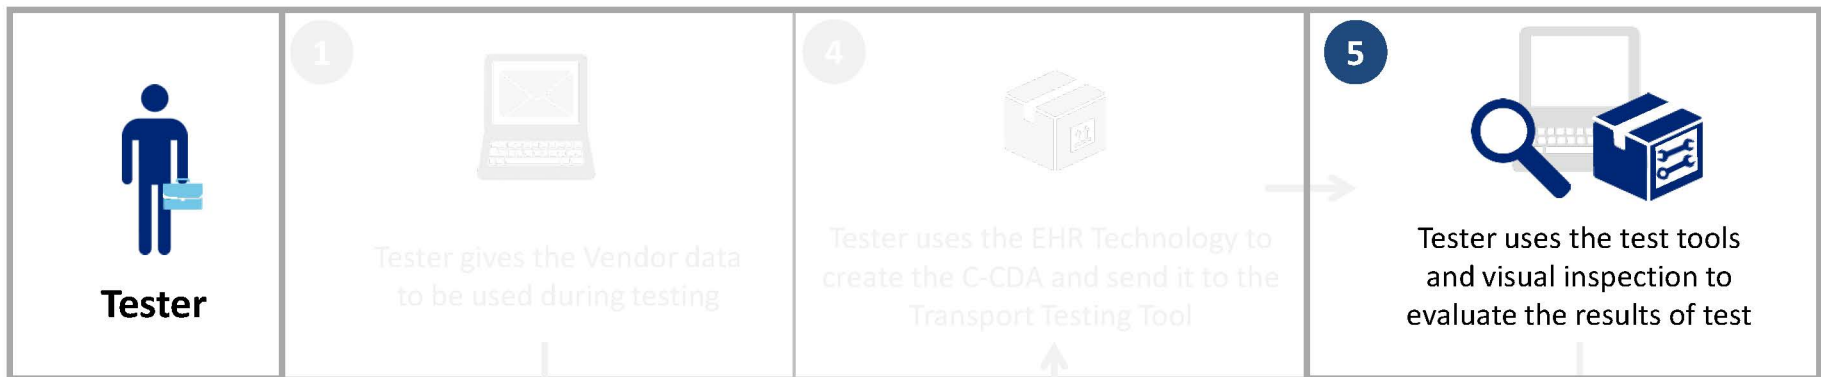 Tester
1
Tester gives the Vendor data
to be used during testing
4
Tester uses the EHR Technology to
create the C-CDA and send it to the
Transport Testing Tool
5
Tester uses the test tools
and visual inspection to
evaluate the results of test